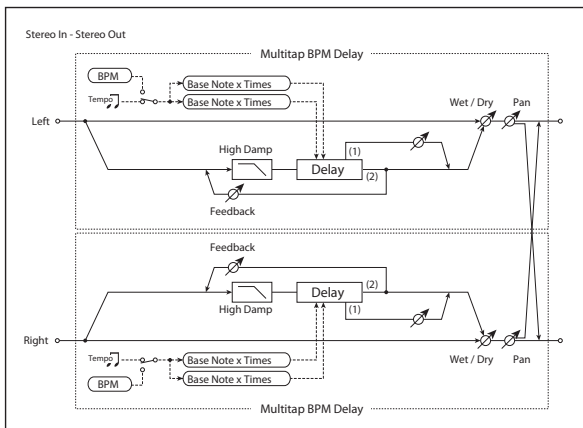 Stereo In - Stereo Out
Multitap BPM Delay
BPM
Base Note x Times
Tempo
Base Note x Times
Wet / Dry
Pan
Left
High Damp
(1)
Delay
(2)
Feedback
Feedback
Delay
(2)
High Damp
(1)
Right
Tempo
Base Note x Times
Wet / Dry
Pan
BPM
Base Note x Times
Multitap BPM Delay